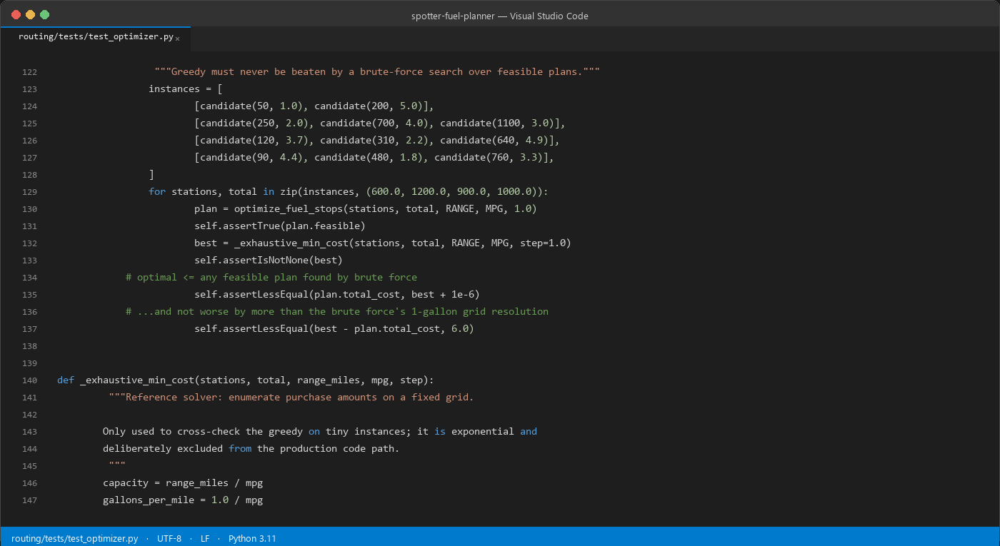 spotter-fuel-planner — Visual Studio Code
routing/tests/test_optimizer.py ×
122 """Greedy must never be beaten by a brute-force search over feasible plans."""
123 instances = [
124 [candidate(50, 1.0), candidate(200, 5.0)],
125 [candidate(250, 2.0), candidate(700, 4.0), candidate(1100, 3.0)],
126 [candidate(120, 3.7), candidate(310, 2.2), candidate(640, 4.9)],
127 [candidate(90, 4.4), candidate(480, 1.8), candidate(760, 3.3)],
128 ]
129 for stations, total in zip(instances, (600.0, 1200.0, 900.0, 1000.0)):
130 plan = optimize_fuel_stops(stations, total, RANGE, MPG, 1.0)
131 self.assertTrue(plan.feasible)
132 best = _exhaustive_min_cost(stations, total, RANGE, MPG, step=1.0)
133 self.assertIsNotNone(best)
134 # optimal <= any feasible plan found by brute force
135 self.assertLessEqual(plan.total_cost, best + 1e-6)
136 # ...and not worse by more than the brute force's 1-gallon grid resolution
137 self.assertLessEqual(best - plan.total_cost, 6.0)
138
139
140 def _exhaustive_min_cost(stations, total, range_miles, mpg, step):
141 """Reference solver: enumerate purchase amounts on a fixed grid.
142
143 Only used to cross-check the greedy on tiny instances; it is exponential and
144 deliberately excluded from the production code path.
145 """
146 capacity = range_miles / mpg
147 gallons_per_mile = 1.0 / mpg
routing/tests/test_optimizer.py · UTF-8 · LF · Python 3.11